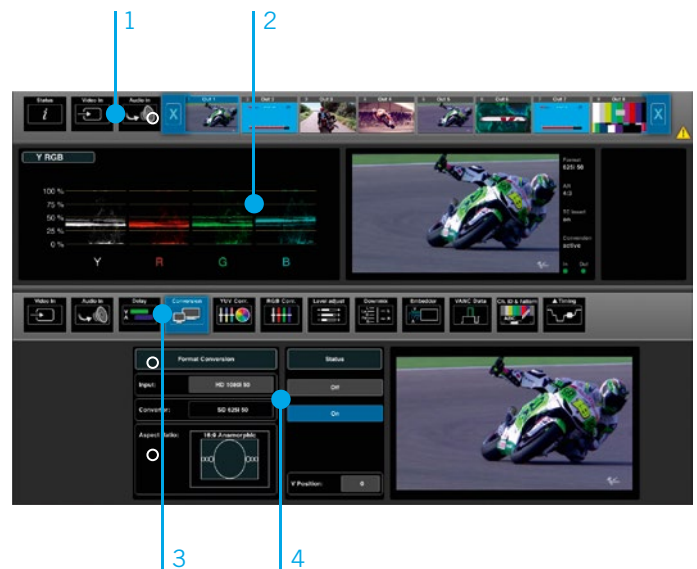 1 2
Status Video In Audio In X Out 1 Out 2 Out 3 Out 4 Out 5 Out 6 Out 7 Out 8 X
i
Y RGB
Format
625i 50
100 %
75 %
50 %
25 %
0 %
AR
4:3
on
Conversion
active
In Out
Y R G B
Video In Audio In Delay Conversion YUV Corr. RGB Corr. Level adjust Downmix Embedder VANC Data Ch. ID & Pattern ▲ Timing
Format Conversion Status
Input: HD 1080i 50 Off
Converter: SD 625i 50 On
Aspect Ratio: 16:9 Anamorphic
V Position: 0
3 4